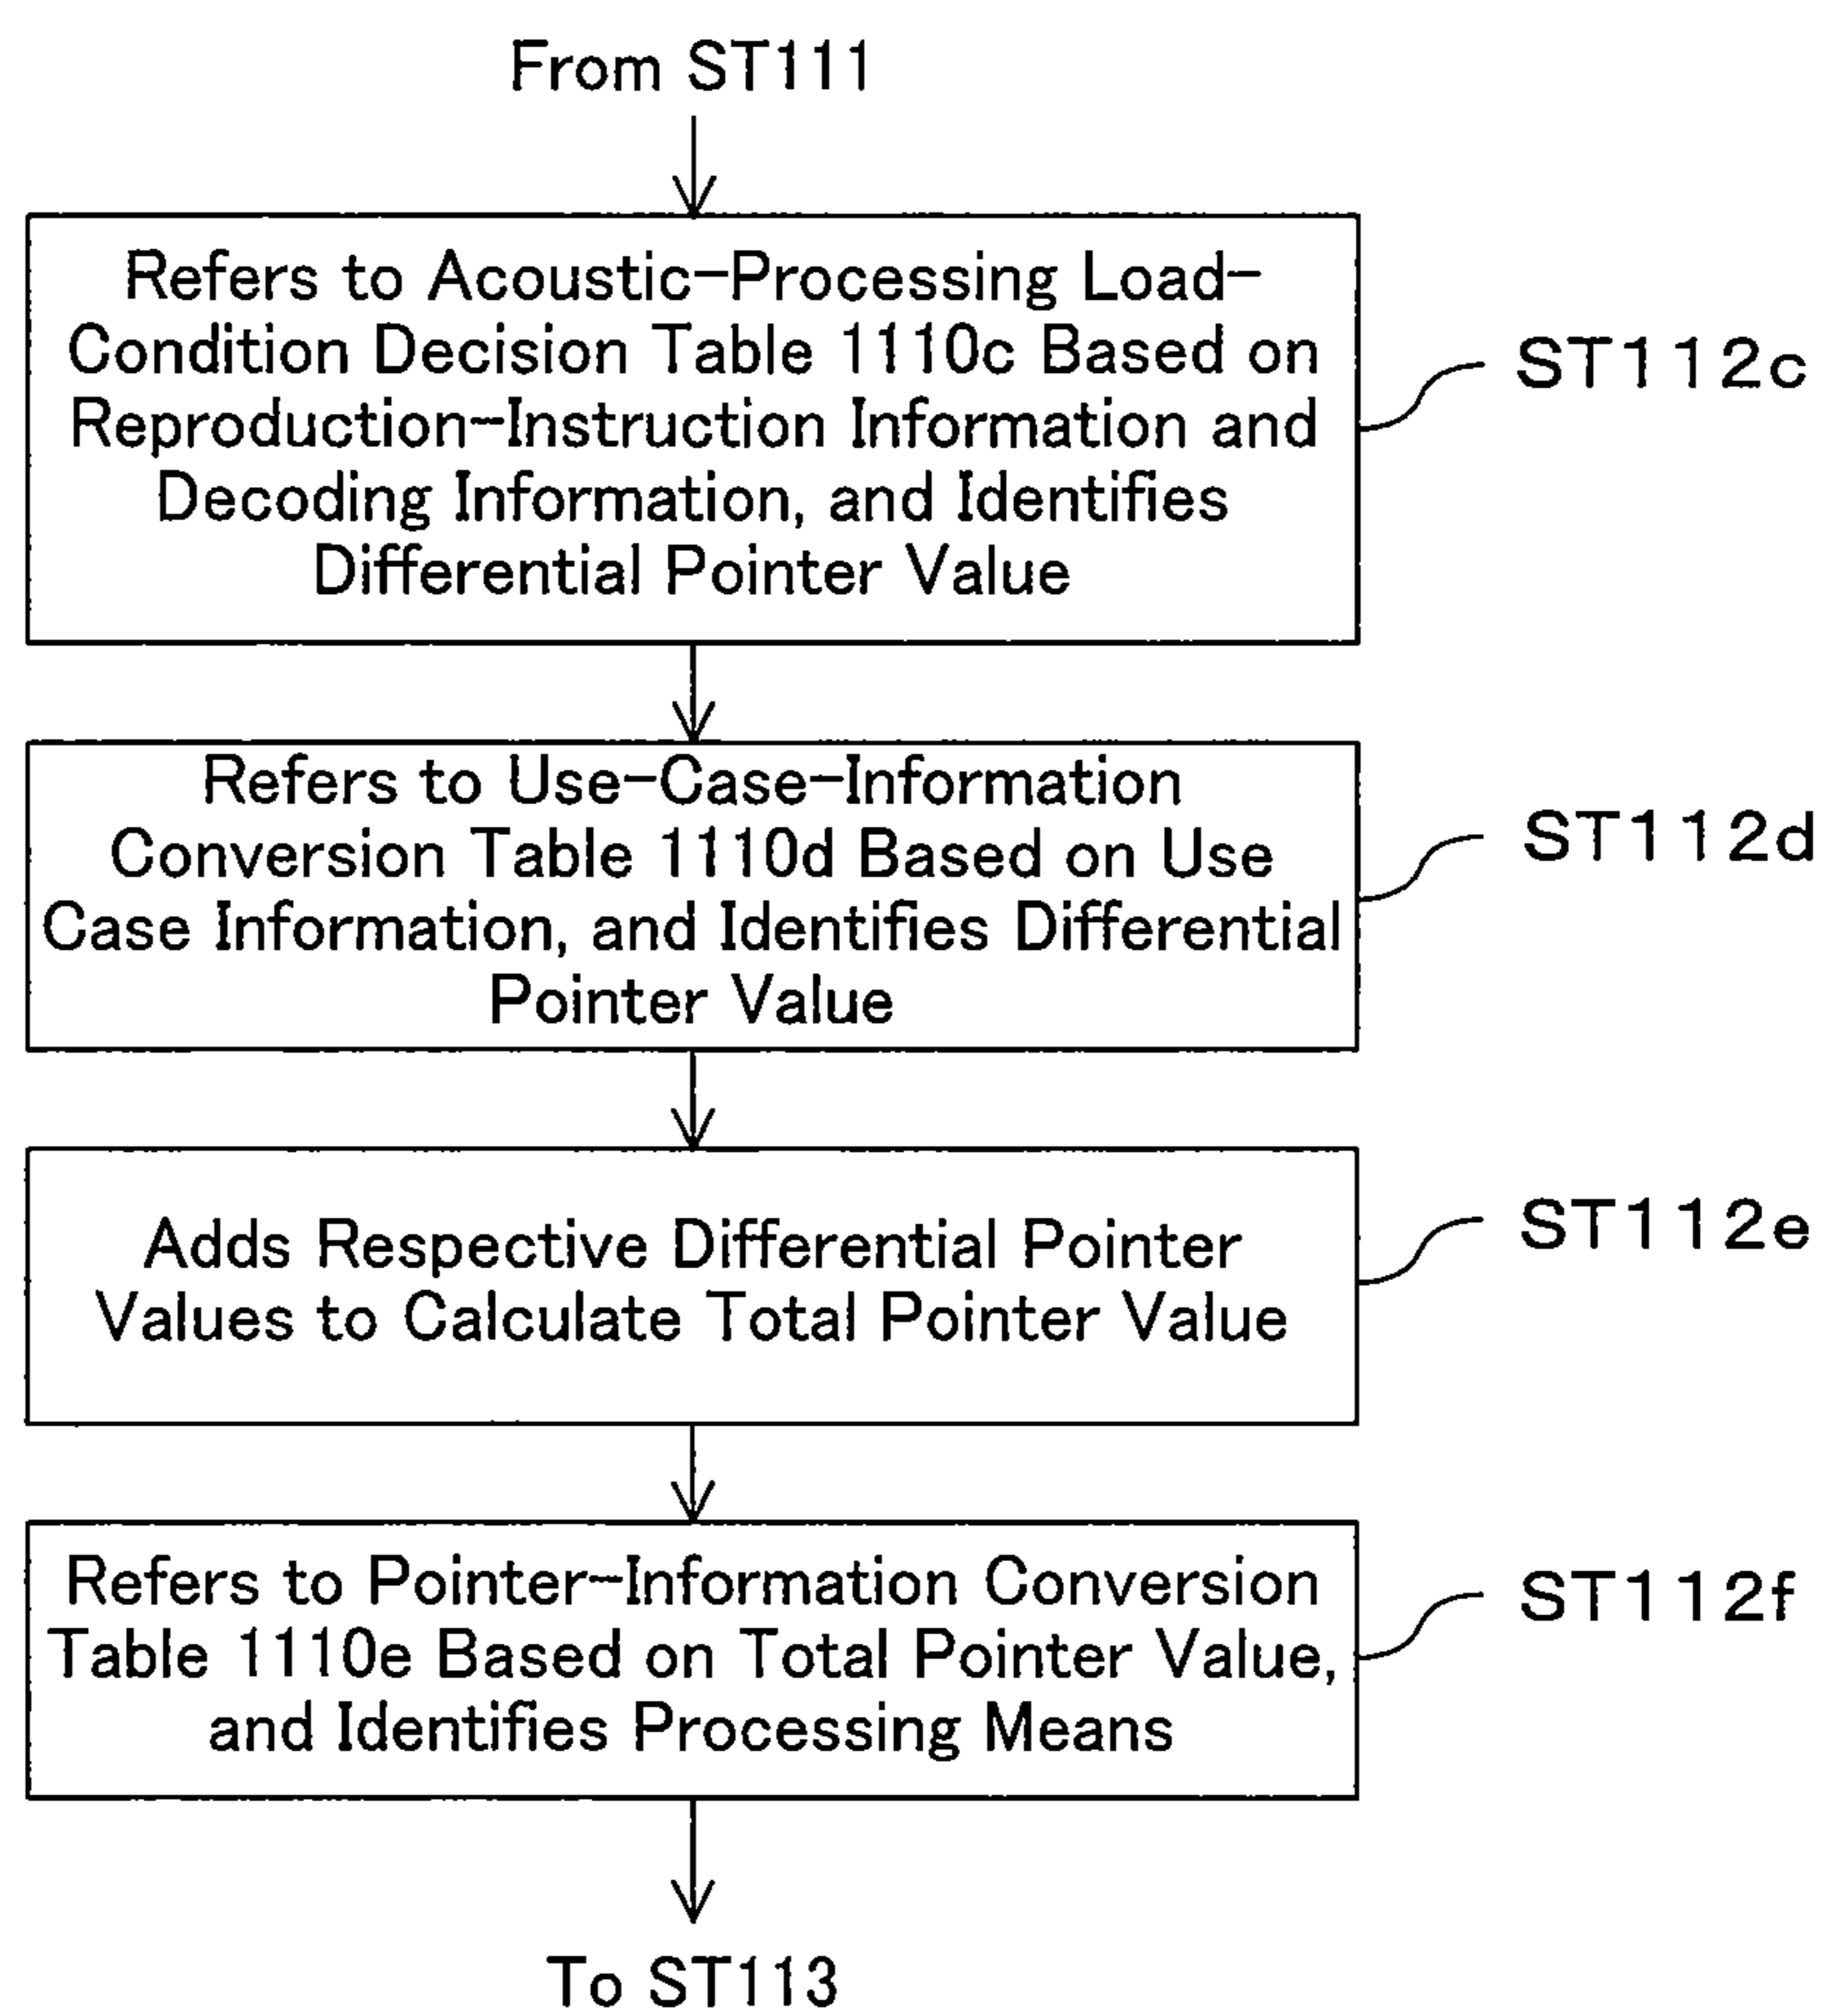 From ST111
Refers to Acoustic-Processing Load-
Condition Decision Table 1110c Based on
Reproduction-Instruction Information and
Decoding Information, and Identifies
Differential Pointer Value
ST112c
Refers to Use-Case-Information
Conversion Table 1110d Based on Use
Case Information, and Identifies Differential
Pointer Value
ST112d
Adds Respective Differential Pointer
Values to Calculate Total Pointer Value
ST112e
Refers to Pointer-Information Conversion
Table 1110e Based on Total Pointer Value,
and Identifies Processing Means
ST112f
To ST113